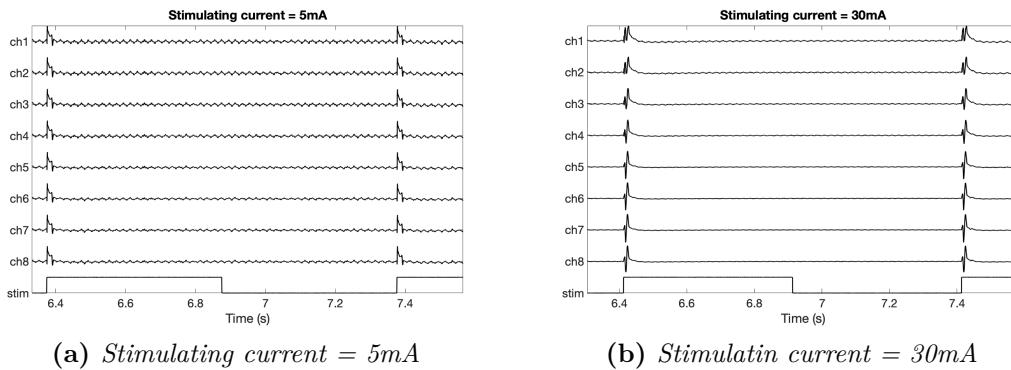 Stimulating current = 5mA
ch1
ch2
ch3
ch4
ch5
ch6
ch7
ch8
stim
6.4 6.6 6.8 7 7.2 7.4
Time (s)
(a) Stimulating current = 5mA
Stimulating current = 30mA
ch1
ch2
ch3
ch4
ch5
ch6
ch7
ch8
stim
6.4 6.6 6.8 7 7.2 7.4
Time (s)
(b) Stimulatin current = 30mA